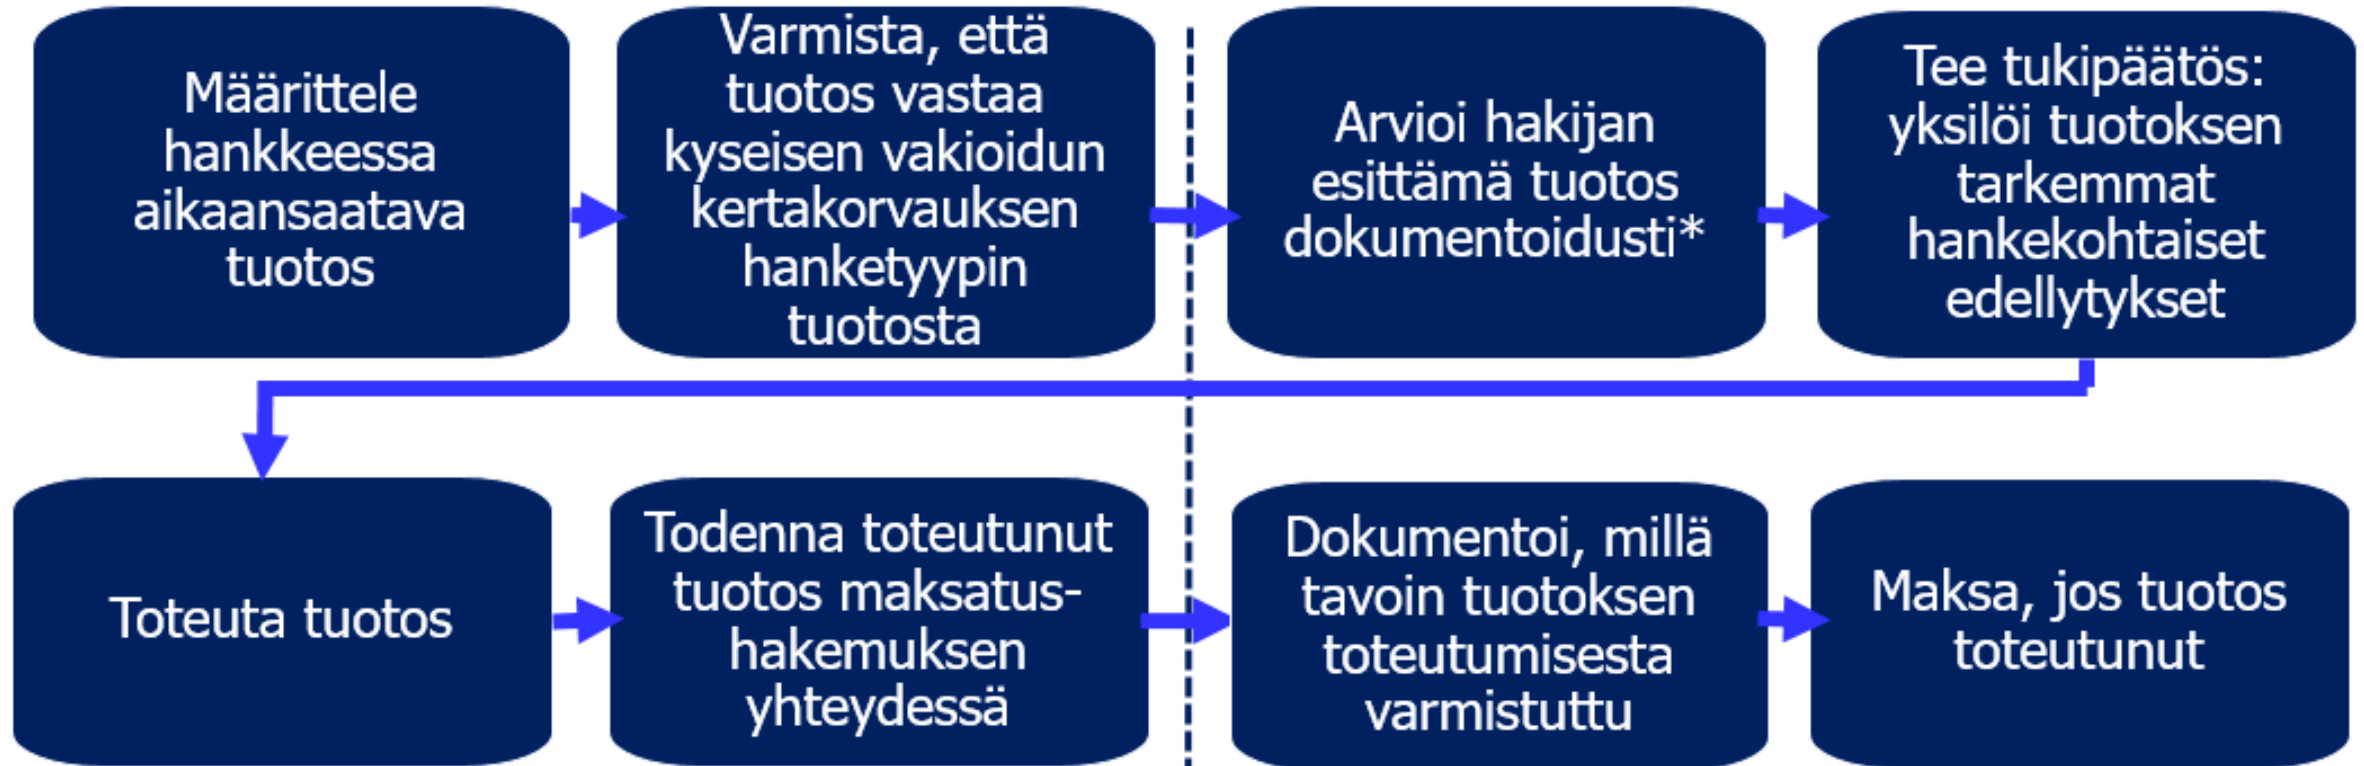 Määrittele
hankkeessa
aikaansaatava
tuotos
Varmista, että
tuotos vastaa
kyseisen vakioidun
kertakorvauksen
hanketyypin
tuotosta
Arvioi hakijan
esittämä tuotos
dokumentoidusti*
Tee tukipäätös:
yksilöi tuotoksen
tarkemmat
hankekohtaiset
edellytykset
Toteuta tuotos
Todenna toteutunut
tuotos maksatus-
hakemuksen
yhteydessä
Dokumentoi, millä
tavoin tuotoksen
toteutumisesta
varmistuttu
Maksa, jos tuotos
toteutunut